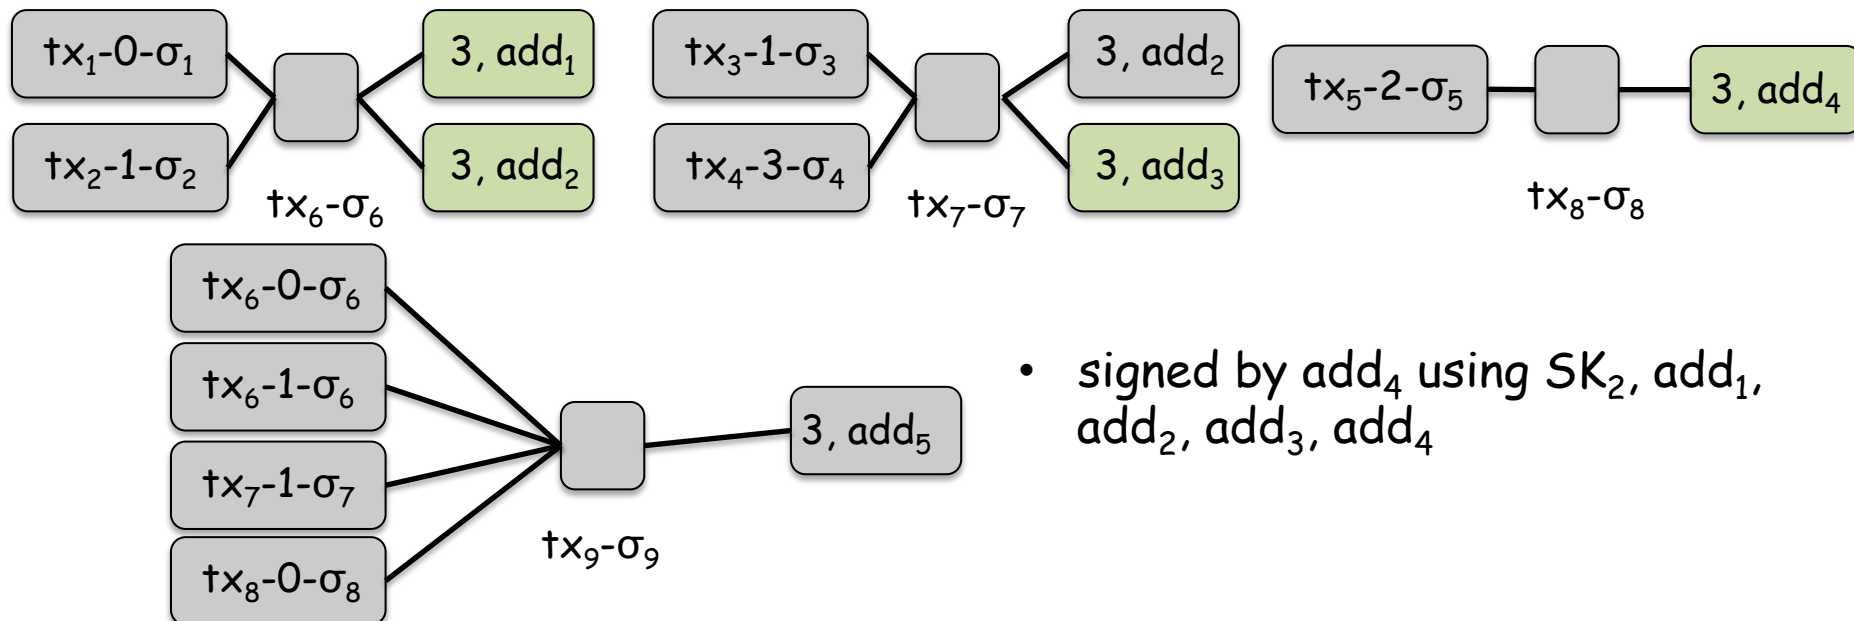 tx₁-0-σ₁
tx₂-1-σ₂
tx₆-σ₆
3, add₁
3, add₂
tx₃-1-σ₃
tx₄-3-σ₄
tx₇-σ₇
3, add₂
3, add₃
tx₅-2-σ₅
tx₈-σ₈
3, add₄
tx₆-0-σ₆
tx₆-1-σ₆
tx₇-1-σ₇
tx₈-0-σ₈
tx₉-σ₉
3, add₅
• signed by add₄ using SK₂, add₁,
add₂, add₃, add₄